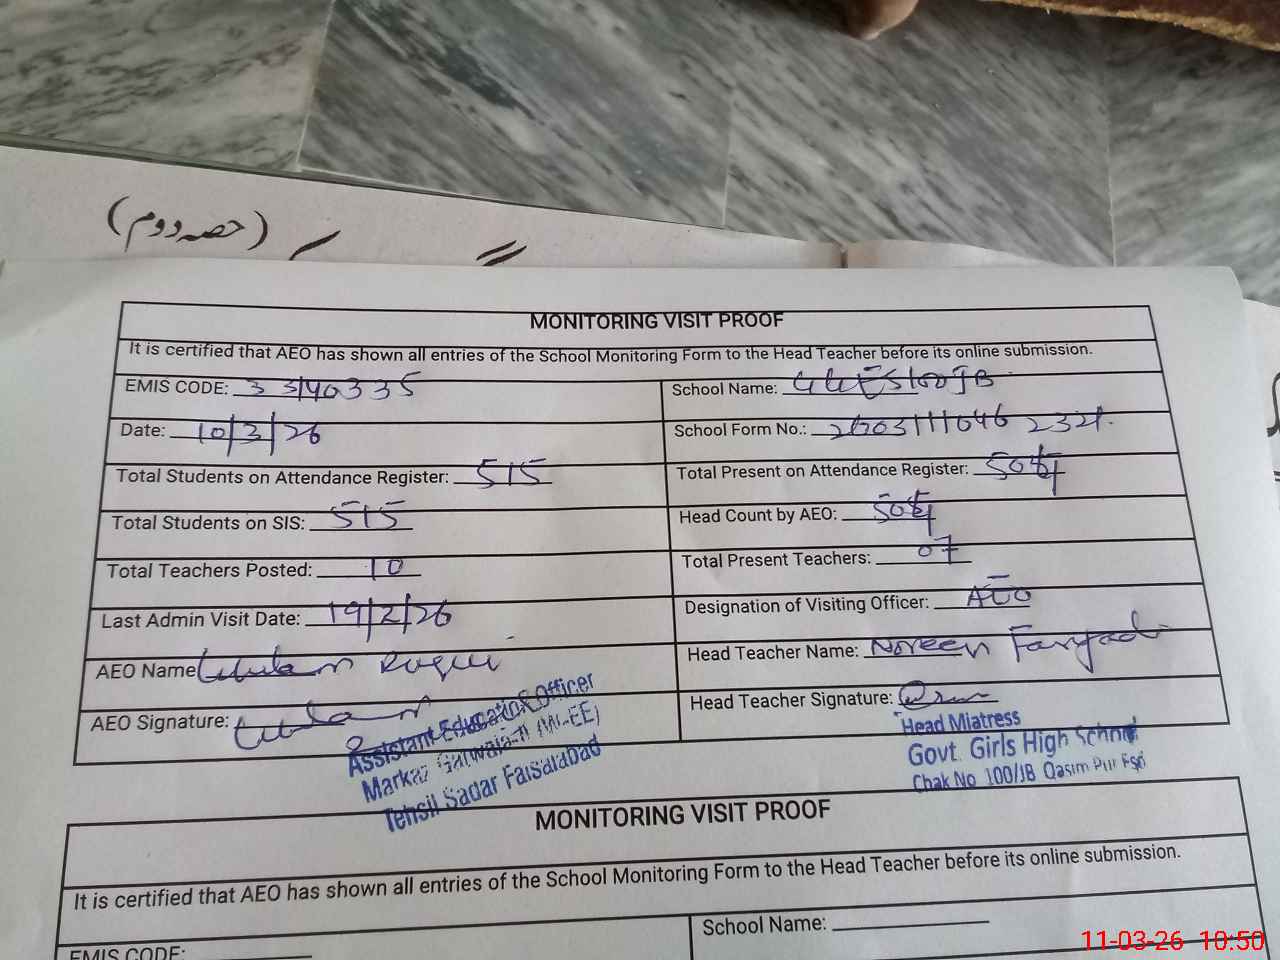 (حصہ دوم)
MONITORING VISIT PROOF
It is certified that AEO has shown all entries of the School Monitoring Form to the Head Teacher before its online submission.
EMIS CODE: 33140335 School Name: GGES 100 JB
Date: 10/3/26 School Form No.:
Total Students on Attendance Register: 515 Total Present on Attendance Register:
Total Students on SIS: 515 Head Count by AEO:
Total Teachers Posted: 10 Total Present Teachers: 07
Last Admin Visit Date: 19/2/26 Designation of Visiting Officer: AEO
AEO Name Head Teacher Name: Noreen
AEO Signature: Head Teacher Signature:
Assistant Education Officer
Markaz
Tehsil Sadar Faisalabad
Head Miatress
Govt. Girls High School
Chak No 100/JB Qasim Pur Fsd
MONITORING VISIT PROOF
It is certified that AEO has shown all entries of the School Monitoring Form to the Head Teacher before its online submission.
EMIS CODE: School Name:
11-03-26 10:50